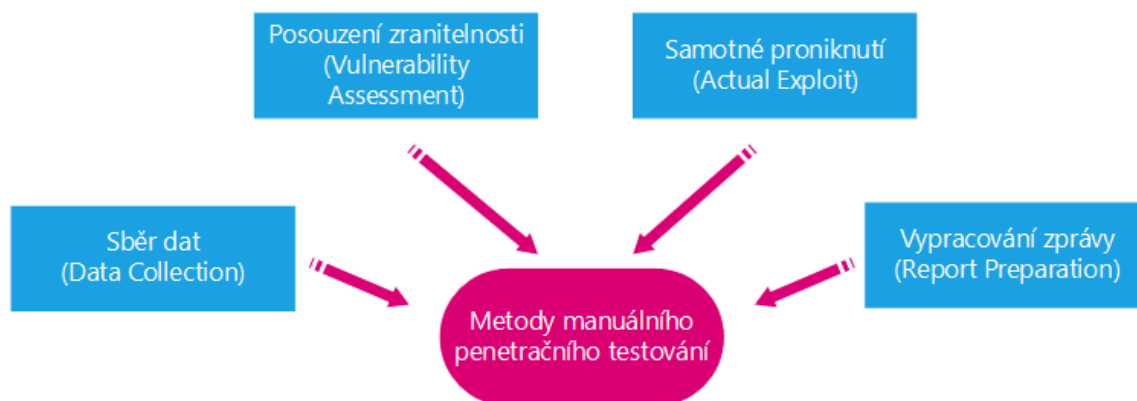 Posouzení zranitelnosti
(Vulnerability
Assessment)
Samotné proniknutí
(Actual Exploit)
Sběr dat
(Data Collection)
Vypracování zprávy
(Report Preparation)
Metody manuálního
penetračního testování